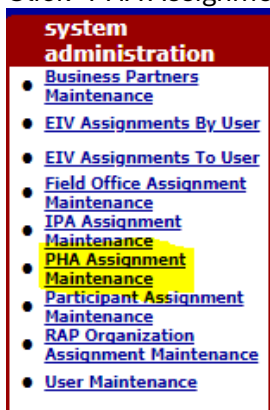 system
administration
Business Partners
Maintenance
EIV Assignments By User
EIV Assignments To User
Field Office Assignment
Maintenance
IPA Assignment
Maintenance
PHA Assignment
Maintenance
Participant Assignment
Maintenance
RAP Organization
Assignment Maintenance
User Maintenance